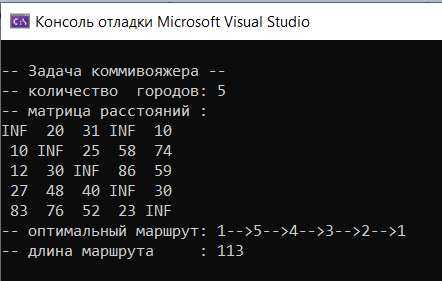 Консоль отладки Microsoft Visual Studio
-- Задача коммивояжера --
-- количество  городов: 5
-- матрица расстояний :
INF  20  31 INF  10
 10 INF  25  58  74
 12  30 INF  86  59
 27  48  40 INF  30
 83  76  52  23 INF
-- оптимальный маршрут: 1-->5-->4-->3-->2-->1
-- длина маршрута     : 113